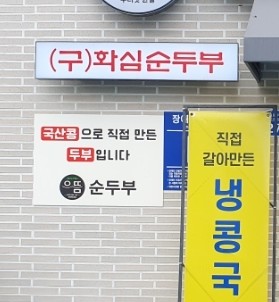 (구)화심순두부
국산콩으로 직접 만든
두부입니다
으뜸 순두부
직접
갈아만든
냉콩국